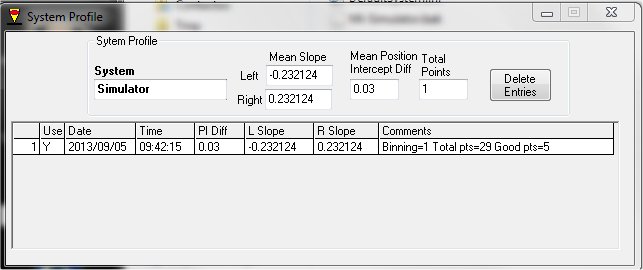 System Profile
Sytem Profile
Mean Slope
Mean Position Intercept Diff
Total Points
System
Simulator
Left -0.232124
Right 0.232124
0.03
1
Delete Entries
Use Date Time PI Diff L Slope R Slope Comments
1 Y 2013/09/05 09:42:15 0.03 -0.232124 0.232124 Binning=1 Total pts=29 Good pts=5